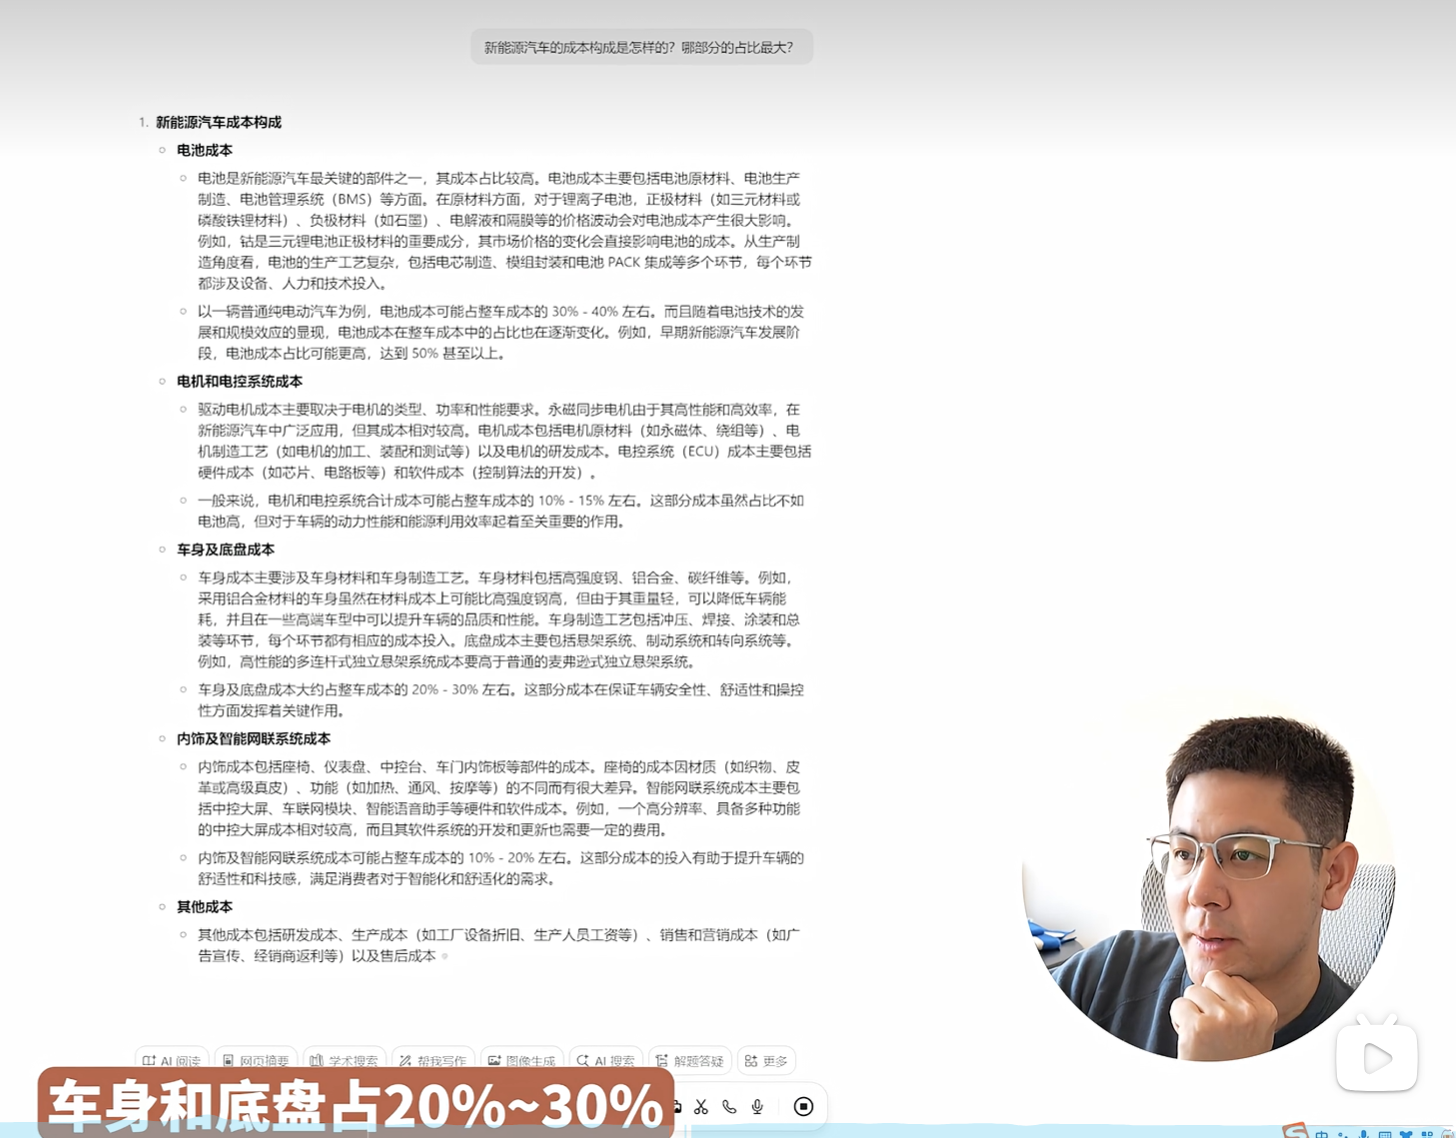 新能源汽车的成本构成是怎样的？哪部分的占比最大？
1. 新能源汽车成本构成
电池成本
电池是新能源汽车最关键的部件之一，其成本占比较高。电池成本主要包括电池原材料、电池生产
制造、电池管理系统（BMS）等方面。在原材料方面，对于锂离子电池，正极材料（如三元材料或
磷酸铁锂材料）、负极材料（如石墨）、电解液和隔膜等的价格波动会对电池成本产生很大影响。
例如，钴是三元锂电池正极材料的重要成分，其市场价格的变化会直接影响电池的成本。从生产制
造角度看，电池的生产工艺复杂，包括电芯制造、模组封装和电池 PACK 集成等多个环节，每个环节
都涉及设备、人力和技术投入。
以一辆普通纯电动汽车为例，电池成本可能占整车成本的 30% - 40% 左右。而且随着电池技术的发
展和规模效应的显现，电池成本在整车成本中的占比也在逐渐变化。例如，早期新能源汽车发展阶
段，电池成本占比可能更高，达到 50% 甚至以上。
电机和电控系统成本
驱动电机成本主要取决于电机的类型、功率和性能要求。永磁同步电机由于其高性能和高效率，在
新能源汽车中广泛应用，但其成本相对较高。电机成本包括电机原材料（如永磁体、绕组等）、电
机制造工艺（如电机的加工、装配和测试等）以及电机的研发成本。电控系统（ECU）成本主要包括
硬件成本（如芯片、电路板等）和软件成本（控制算法的开发）。
一般来说，电机和电控系统合计成本可能占整车成本的 10% - 15% 左右。这部分成本虽然占比不如
电池高，但对于车辆的动力性能和能源利用效率起着至关重要的作用。
车身及底盘成本
车身成本主要涉及车身材料和车身制造工艺。车身材料包括高强度钢、铝合金、碳纤维等。例如，
采用铝合金材料的车身虽然在材料成本上可能比高强度钢高，但由于其重量轻，可以降低车辆能
耗，并且在一些高端车型中可以提升车辆的品质和性能。车身制造工艺包括冲压、焊接、涂装和总
装等环节，每个环节都有相应的成本投入。底盘成本主要包括悬架系统、制动系统和转向系统等。
例如，高性能的多连杆式独立悬架系统成本要高于普通的麦弗逊式独立悬架系统。
车身及底盘成本大约占整车成本的 20% - 30% 左右。这部分成本在保证车辆安全性、舒适性和操控
性方面发挥着关键作用。
内饰及智能网联系统成本
内饰成本包括座椅、仪表盘、中控台、车门内饰板等部件的成本。座椅的成本因材质（如织物、皮
革或高级真皮）、功能（如加热、通风、按摩等）的不同而有很大差异。智能网联系统成本主要包
括中控大屏、车联网模块、智能语音助手等硬件和软件成本。例如，一个高分辨率、具备多种功能
的中控大屏成本相对较高，而且其软件系统的开发和更新也需要一定的费用。
内饰及智能网联系统成本可能占整车成本的 10% - 20% 左右。这部分成本的投入有助于提升车辆的
舒适性和科技感，满足消费者对于智能化和舒适化的需求。
其他成本
其他成本包括研发成本、生产成本（如工厂设备折旧、生产人员工资等）、销售和营销成本（如广
告宣传、经销商返利等）以及售后成本
AI 阅读 网页摘要 学术搜索 帮我写作 图像生成 AI 搜索 解题答疑 更多
车身和底盘占20%~30%
中